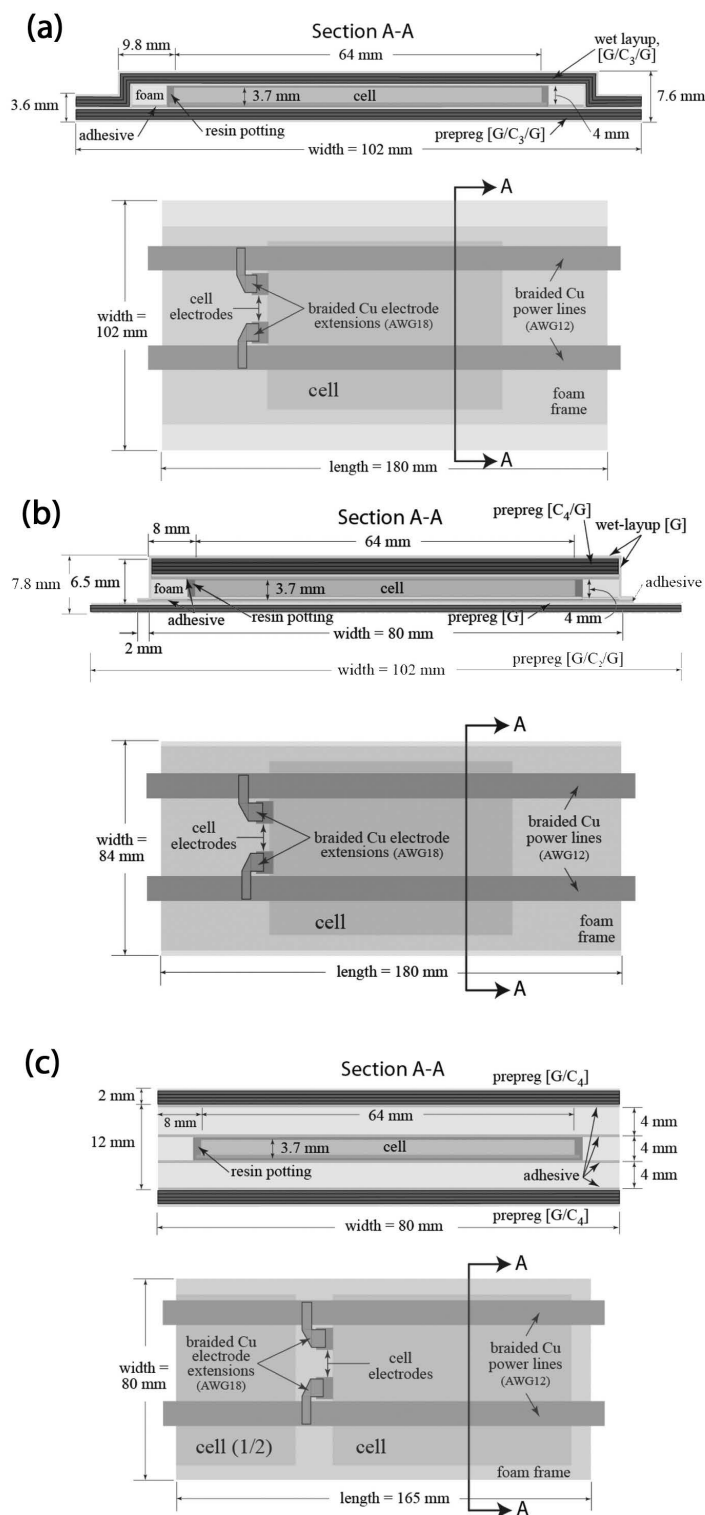 (a)
Section A-A
9.8 mm
64 mm
wet layup,
[G/C3/G]
foam
3.7 mm
cell
3.6 mm
7.6 mm
adhesive
resin potting
prepreg [G/C3/G]
4 mm
width = 102 mm
A
width =
102 mm
cell
electrodes
braided Cu electrode
extensions (AWG18)
braided Cu
power lines
(AWG12)
cell
foam
frame
A
length = 180 mm
(b)
Section A-A
prepreg [C4/G]
wet-layup [G]
8 mm
64 mm
7.8 mm
6.5 mm
foam
3.7 mm
cell
adhesive
adhesive
resin potting
prepreg [G]
4 mm
width = 80 mm
2 mm
prepreg [G/C2/G]
width = 102 mm
A
width =
84 mm
cell
electrodes
braided Cu electrode
extensions (AWG18)
braided Cu
power lines
(AWG12)
cell
foam
frame
A
length = 180 mm
(c)
Section A-A
prepreg [G/C4]
2 mm
8 mm
64 mm
12 mm
4 mm
3.7 mm
cell
4 mm
resin potting
adhesive
4 mm
prepreg [G/C4]
width = 80 mm
A
braided Cu
electrode
extensions
(AWG18)
width =
80 mm
cell
electrodes
braided Cu
power lines
(AWG12)
cell (1/2)
cell
foam frame
length = 165 mm
A